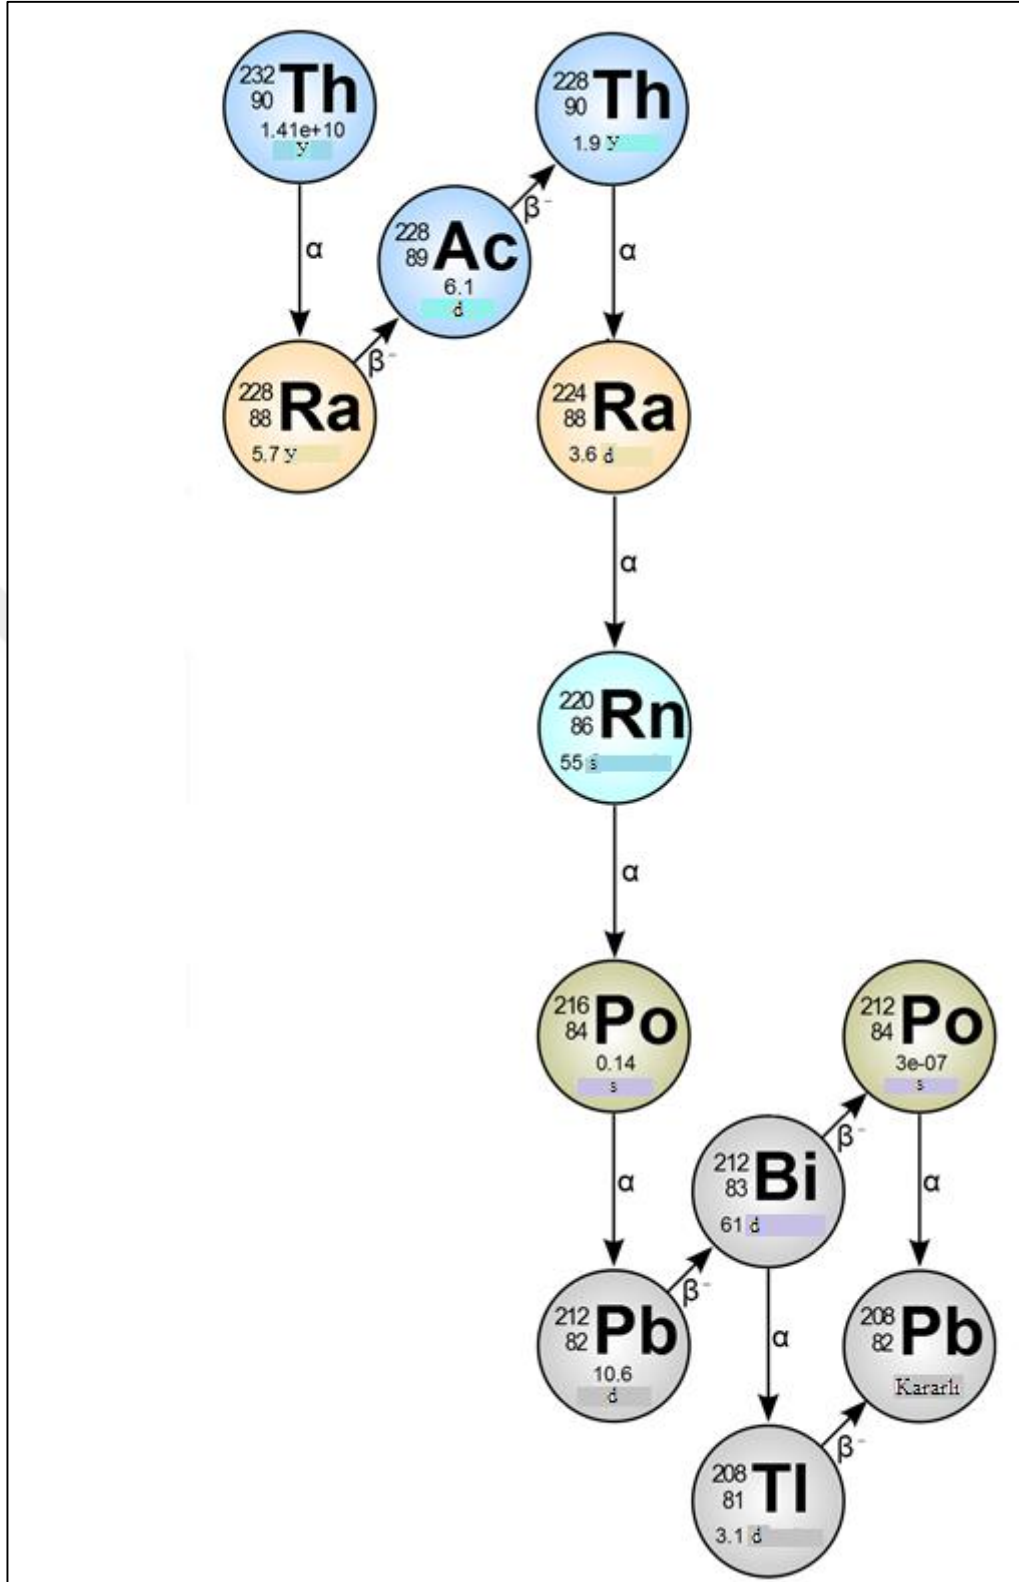 232
90 Th
1.41e+10
y
α
228
88 Ra
5.7 y
β⁻
228
89 Ac
6.1
d
β⁻
228
90 Th
1.9 y
α
224
88 Ra
3.6 d
α
220
86 Rn
55 s
α
216
84 Po
0.14
s
α
212
82 Pb
10.6
d
β⁻
212
83 Bi
61 d
β⁻
212
84 Po
3e-07
s
α
α
208
82 Pb
Kararlı
208
81 Tl
3.1 d
β⁻